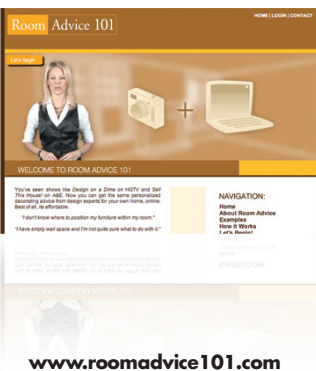 Room Advice 101
HOME | LOGIN | CONTACT
Let's Begin
WELCOME TO ROOM ADVICE 101
You've seen shows like Design on a Dime on HGTV and Sell
This House! on A&E. Now you can get the same personalized
decorating advice from design experts for your own home, online.
Best of all, its affordable.
"I don't know where to position my furniture within my room."
"I have empty wall space and I'm not quite sure what to do with it."
NAVIGATION:
Home
About Room Advice
Examples
How it Works
Let's Begin!
www.roomadvice101.com